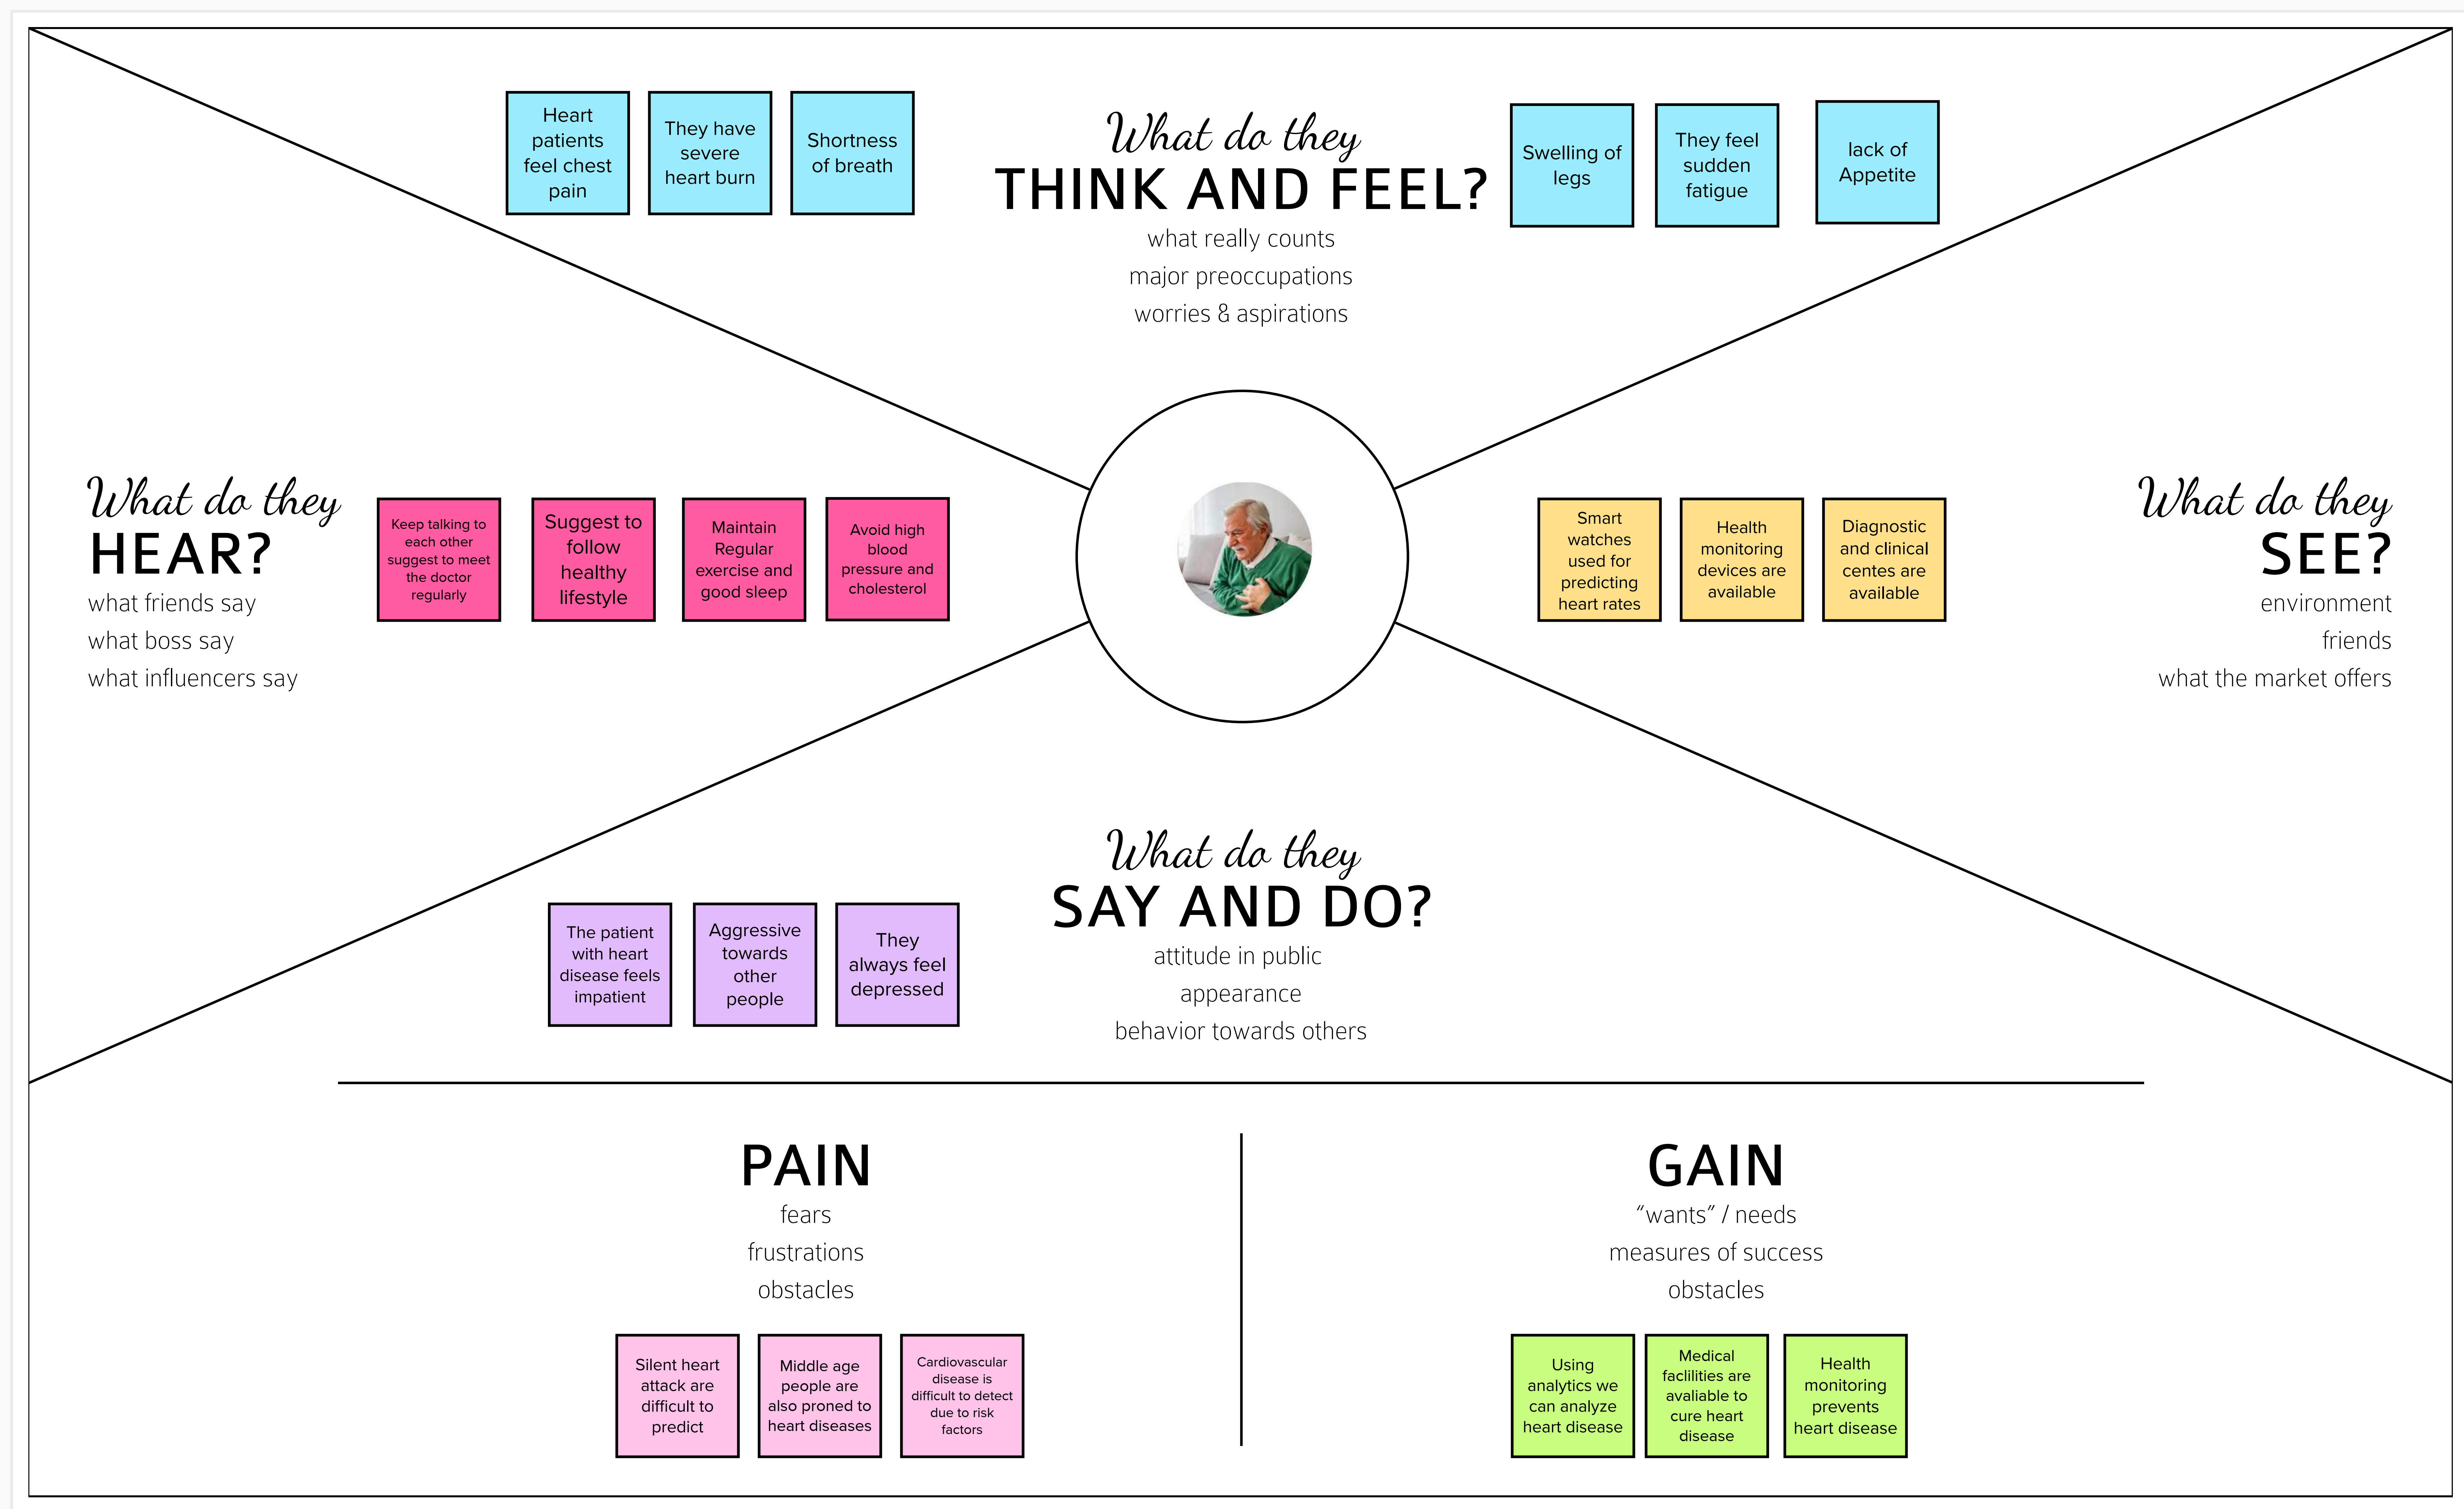 Heart
patients
feel chest
pain
They have
severe
heart burn
Shortness
of breath
What do they
THINK AND FEEL?
what really counts
major preoccupations
worries & aspirations
Swelling of
legs
They feel
sudden
fatigue
lack of
Appetite
What do they
HEAR?
what friends say
what boss say
what influencers say
Keep talking to
each other
suggest to meet
the doctor
regularly
Suggest to
follow
healthy
lifestyle
Maintain
Regular
exercise and
good sleep
Avoid high
blood
pressure and
cholesterol
Smart
watches
used for
predicting
heart rates
Health
monitoring
devices are
available
Diagnostic
and clinical
centes are
available
What do they
SEE?
environment
friends
what the market offers
The patient
with heart
disease feels
impatient
Aggressive
towards
other
people
They
always feel
depressed
What do they
SAY AND DO?
attitude in public
appearance
behavior towards others
PAIN
fears
frustrations
obstacles
Silent heart
attack are
difficult to
predict
Middle age
people are
also proned to
heart diseases
Cardiovascular
disease is
difficult to detect
due to risk
factors
GAIN
"wants" / needs
measures of success
obstacles
Using
analytics we
can analyze
heart disease
Medical
faclilities are
avaliable to
cure heart
disease
Health
monitoring
prevents
heart disease